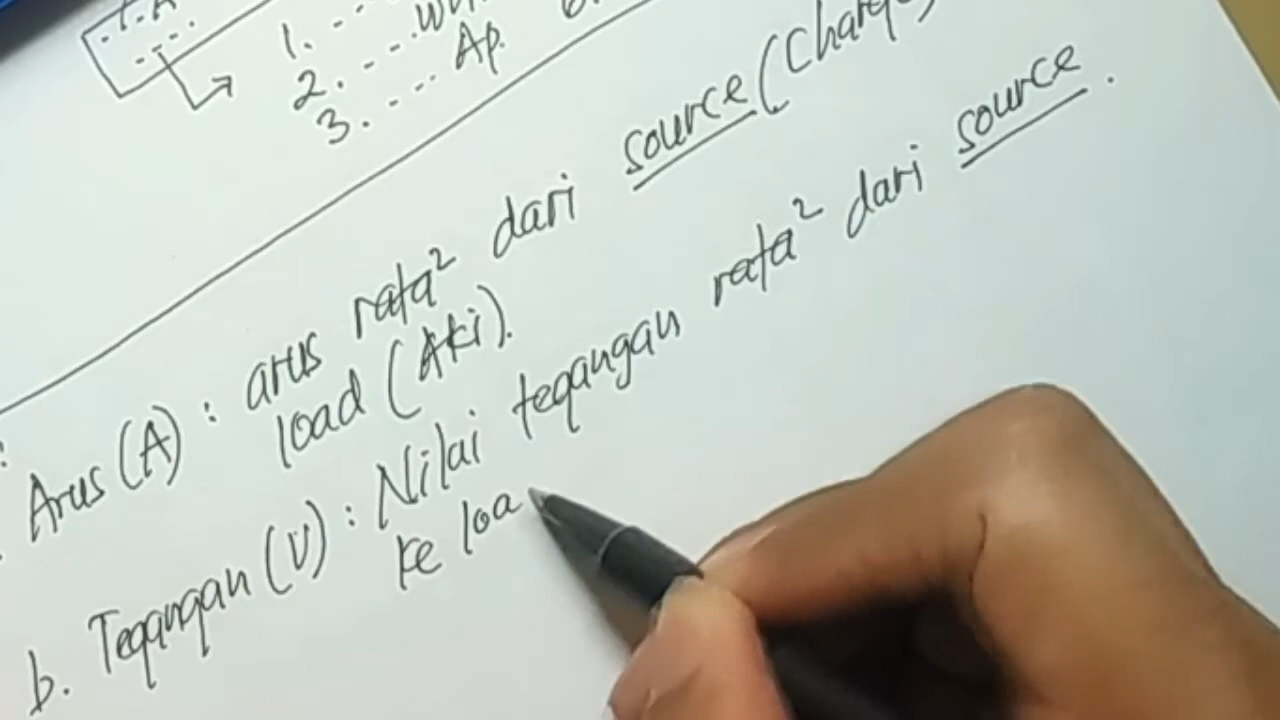 1. - - -
2. - - -
3. - - - Ap.
Arus (A) : arus rata² dari source (Charge
load (Aki).
b. Tegangan (V) : Nilai tegangan rata² dari source.
ke loa